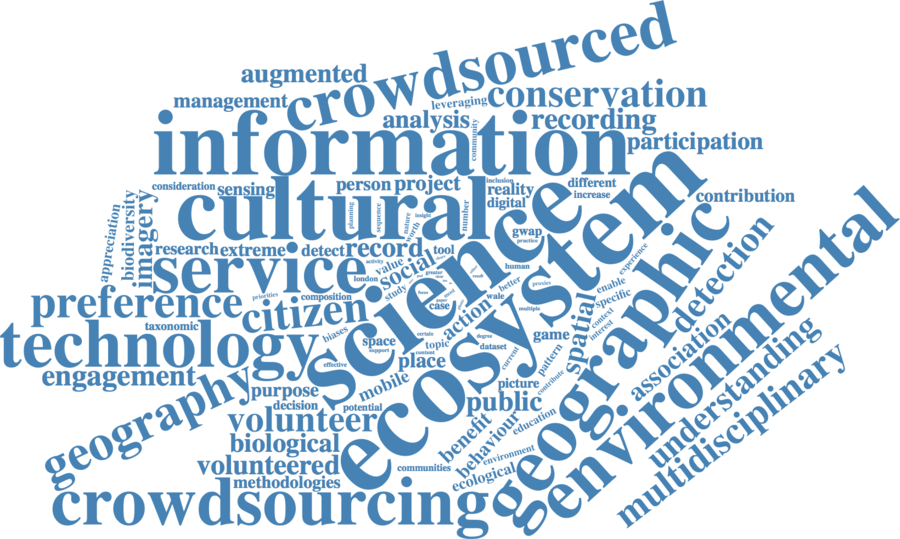 crowdsourced
augmented
management
leveraging
conservation
analysis
recording
community
information
participation
consideration
sensing
person
project
inclusion
reality
digital
different
increase
contribution
cultural
planning
sequence
nature
worth
insight
number
gwap
practice
appreciation
biodiversity
imagery
research
extreme
detect
record
tool
science
ecosystem
geographic
detection
environmental
service
activity
value
social
london
study
greater
human
result
experience
preference
priorities
composition
citizen
case
wale
better
proxies
enable
specific
context
interest
spatial
multiple
taxonomic
technology
biases
space
support
certain
topic
content
action
degree
dataset
game
current
pattern
contribute
association
understanding
multidisciplinary
engagement
effective
place
mobile
picture
geography
purpose
decision
potential
public
volunteer
benefit
behaviour
education
biological
environment
volunteered
communities
ecological
methodologies
crowdsourcing
g